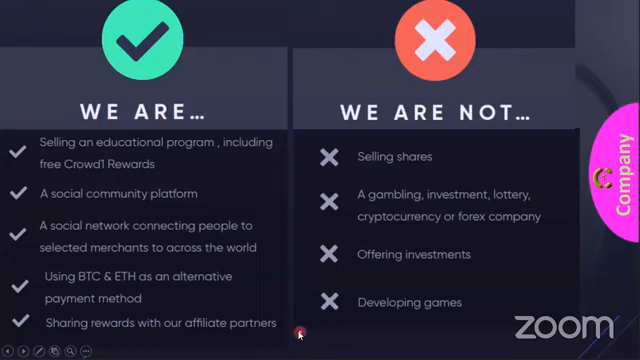 WE ARE…
Selling an educational program , including
free Crowd1 Rewards
A social community platform
A social network connecting people to
selected merchants to across the world
Using BTC & ETH as an alternative
payment method
Sharing rewards with our affiliate partners
WE ARE NOT…
Selling shares
A gambling, investment, lottery,
cryptocurrency or forex company
Offering investments
Developing games
Company
zoom